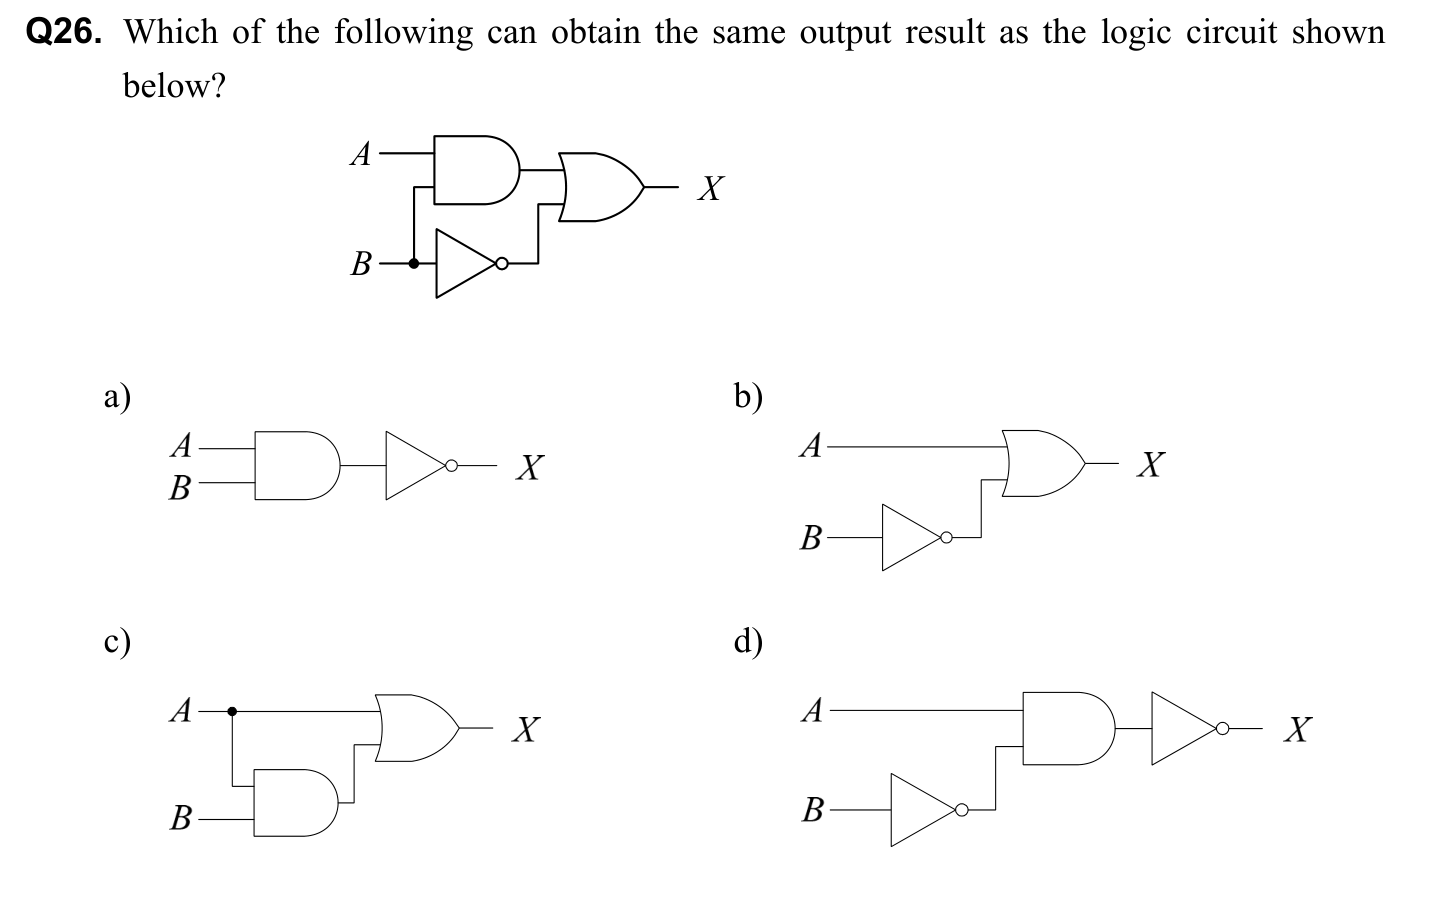 Q26. Which of the following can obtain the same output result as the logic circuit shown
below?
A
X
B
a)
b)
A
B
X
A
X
B
c)
d)
A
X
B
A
X
B